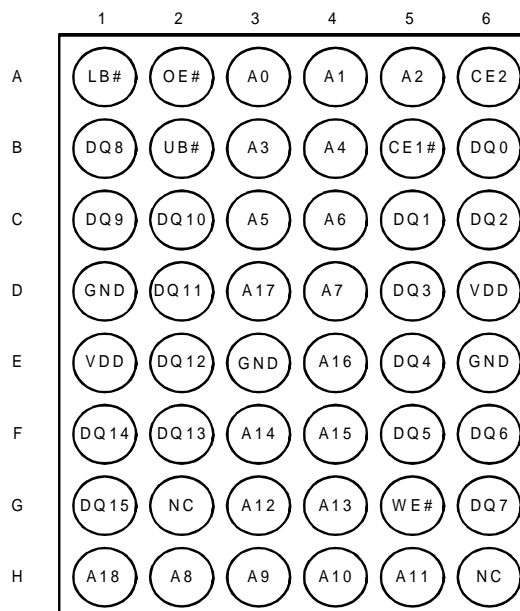 1 2 3 4 5 6
A LB# OE# A0 A1 A2 CE2
B DQ8 UB# A3 A4 CE1# DQ0
C DQ9 DQ10 A5 A6 DQ1 DQ2
D GND DQ11 A17 A7 DQ3 VDD
E VDD DQ12 GND A16 DQ4 GND
F DQ14 DQ13 A14 A15 DQ5 DQ6
G DQ15 NC A12 A13 WE# DQ7
H A18 A8 A9 A10 A11 NC